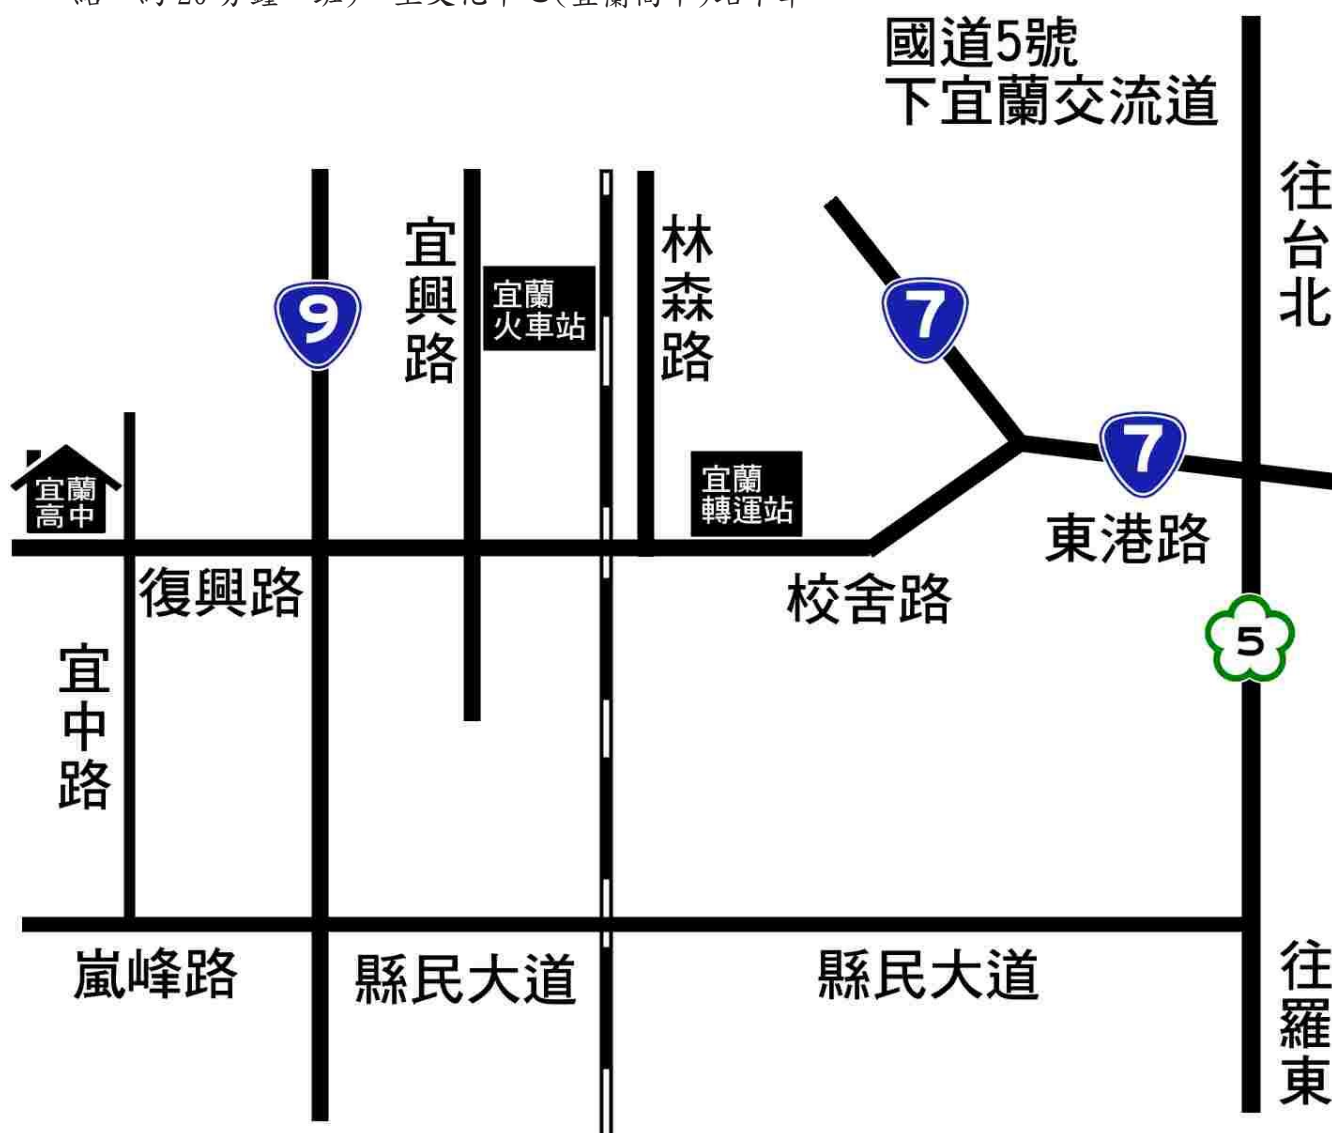 國道5號
下宜蘭交流道
往台北
宜興路
林森路
宜蘭
火車站
9
7
7
宜蘭
轉運站
宜蘭
高中
東港路
復興路
校舍路
5
宜中路
嵐峰路
縣民大道
縣民大道
往羅東